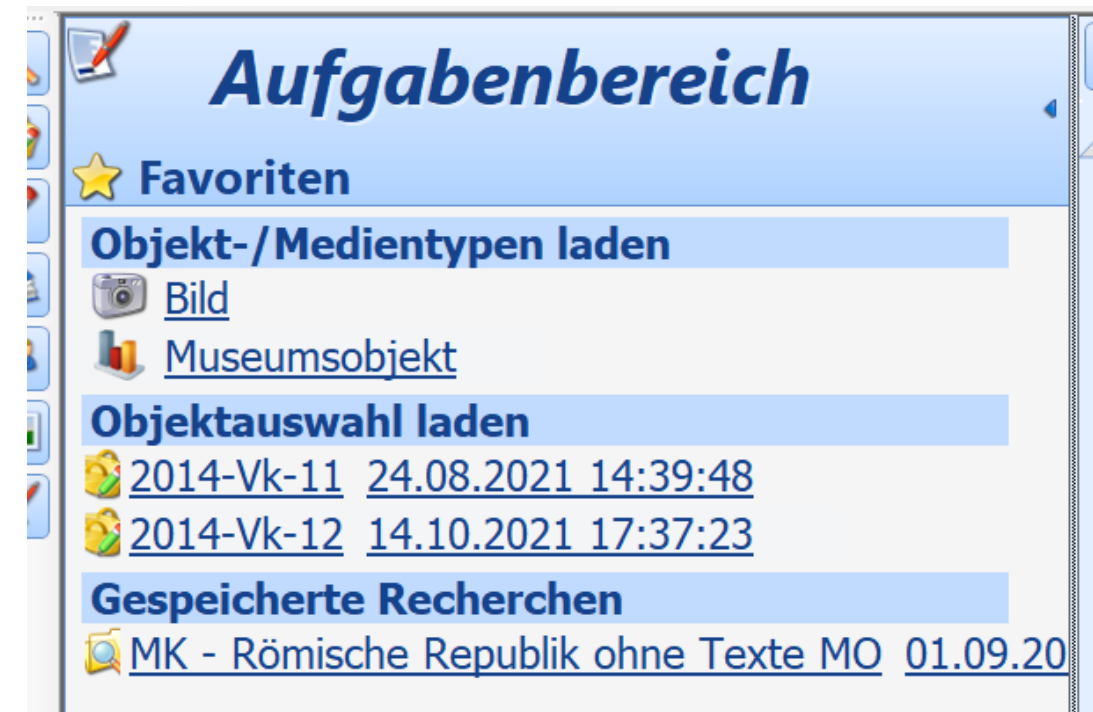 Aufgabenbereich
Favoriten
Objekt-/Medientypen laden
Bild
Museumsobjekt
Objektauswahl laden
2014-Vk-11 24.08.2021 14:39:48
2014-Vk-12 14.10.2021 17:37:23
Gespeicherte Recherchen
MK - Römische Republik ohne Texte MO 01.09.20